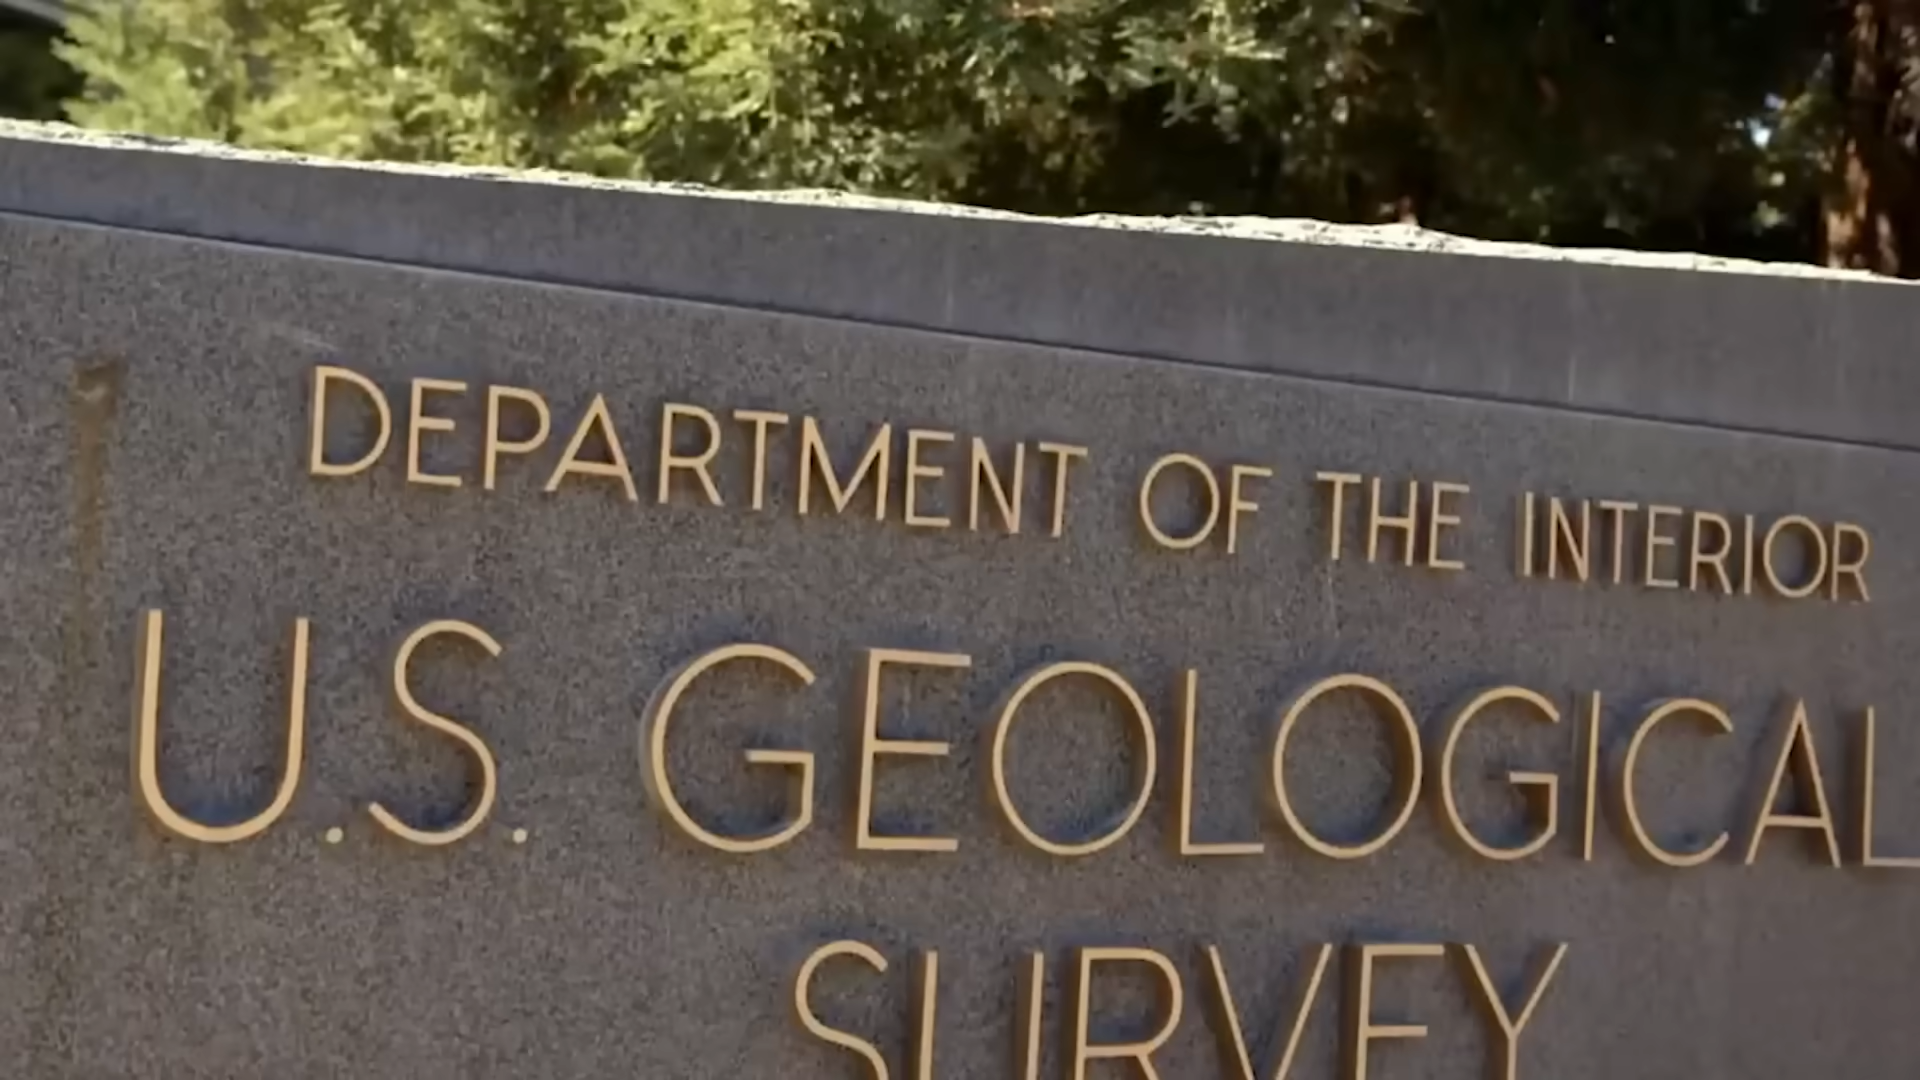 DEPARTMENT OF THE INTERIOR
U.S. GEOLOGICAL
SURVEY